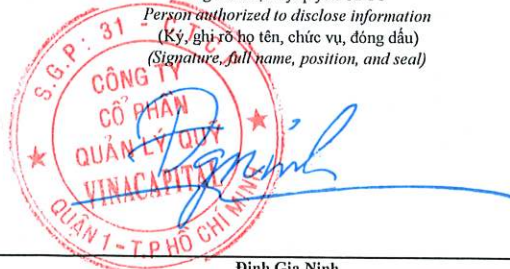 Person authorized to disclose information
(Ký, ghi rõ họ tên, chức vụ, đóng dấu)
(Signature, full name, position, and seal)
S.G.P: 31 - C.T.C.P
CÔNG TY
CỔ PHẦN
QUẢN LÝ QUỸ
VINACAPITAL
QUẬN 1 - T.P HỒ CHÍ MINH
Đinh Gia Ninh